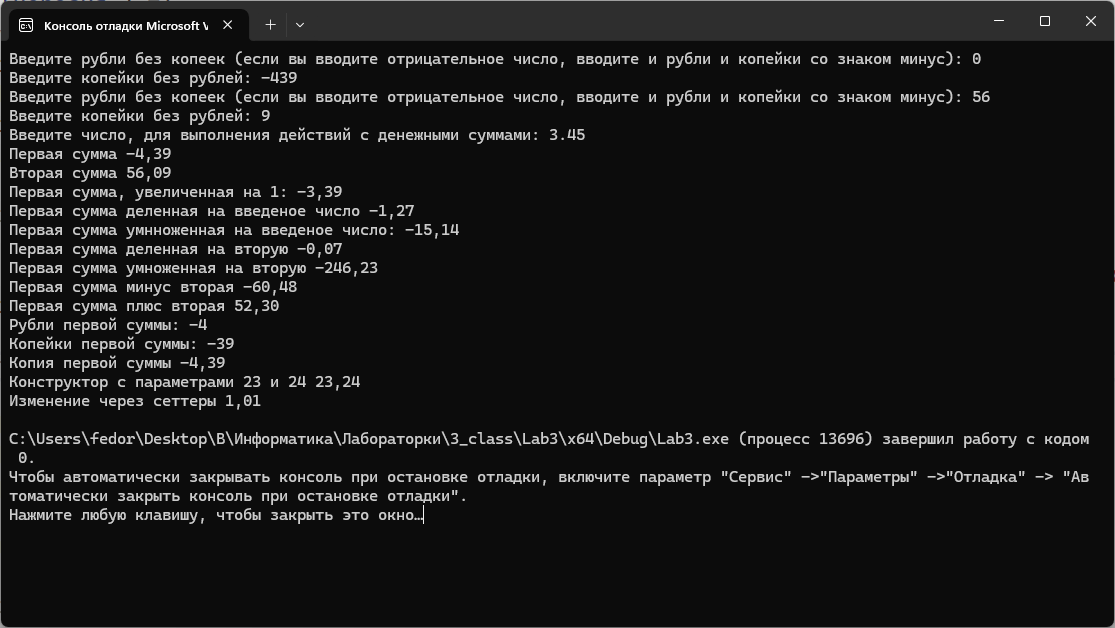 Консоль отладки Microsoft V
Введите рубли без копеек (если вы вводите отрицательное число, вводите и рубли и копейки со знаком минус): 0
Введите копейки без рублей: -439
Введите рубли без копеек (если вы вводите отрицательное число, вводите и рубли и копейки со знаком минус): 56
Введите копейки без рублей: 9
Введите число, для выполнения действий с денежными суммами: 3.45
Первая сумма -4,39
Вторая сумма 56,09
Первая сумма, увеличенная на 1: -3,39
Первая сумма деленная на введеное число -1,27
Первая сумма умнноженная на введеное число: -15,14
Первая сумма деленная на вторую -0,07
Первая сумма умноженная на вторую -246,23
Первая сумма минус вторая -60,48
Первая сумма плюс вторая 52,30
Рубли первой суммы: -4
Копейки первой суммы: -39
Копия первой суммы -4,39
Конструктор с параметрами 23 и 24 23,24
Изменение через сеттеры 1,01
C:\Users\fedor\Desktop\В\Информатика\Лабораторки\3_class\Lab3\x64\Debug\Lab3.exe (процесс 13696) завершил работу с кодом
0.
Чтобы автоматически закрывать консоль при остановке отладки, включите параметр "Сервис" ->"Параметры" ->"Отладка" -> "Ав
томатически закрыть консоль при остановке отладки".
Нажмите любую клавишу, чтобы закрыть это окно…